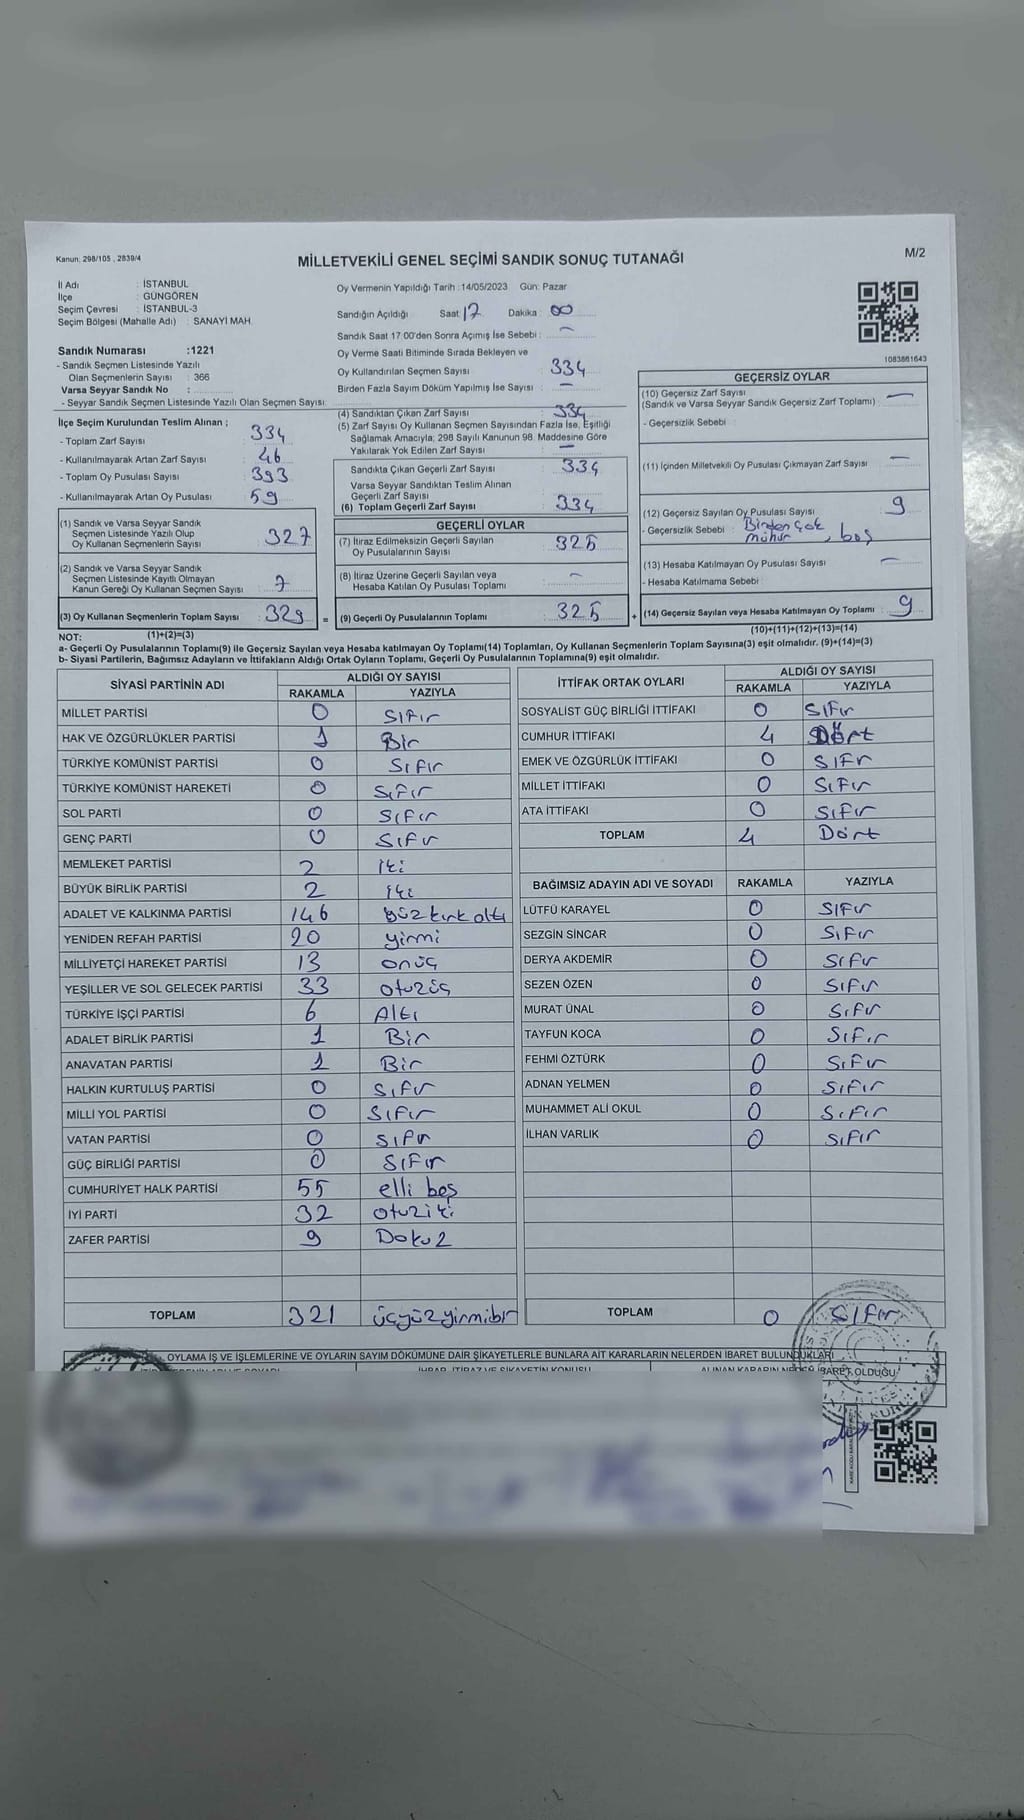 Kanun: 298/105 , 2839/4
MİLLETVEKİLİ GENEL SEÇİMİ SANDIK SONUÇ TUTANAĞI
M/2
İl Adı : İSTANBUL
İlçe : GÜNGÖREN
Seçim Çevresi : İSTANBUL-3
Seçim Bölgesi (Mahalle Adı) : SANAYİ MAH.
Sandık Numarası :1221
- Sandık Seçmen Listesinde Yazılı
Olan Seçmenlerin Sayısı : 366
Varsa Seyyar Sandık No :
- Seyyar Sandık Seçmen Listesinde Yazılı Olan Seçmen Sayısı:
Oy Vermenin Yapıldığı Tarih :14/05/2023 Gün: Pazar
Sandığın Açıldığı Saat 17 Dakika : 00
Sandık Saat 17:00'den Sonra Açımış İse Sebebi : –
Oy Verme Saati Bitiminde Sırada Bekleyen ve
Oy Kullandırılan Seçmen Sayısı : 334
Birden Fazla Sayım Döküm Yapılmış İse Sayısı : –
1083861643
İlçe Seçim Kurulundan Teslim Alınan ;
- Toplam Zarf Sayısı : 334
- Kullanılmayarak Artan Zarf Sayısı : 46
- Toplam Oy Pusulası Sayısı : 393
- Kullanılmayarak Artan Oy Pusulası : 59
(4) Sandıktan Çıkan Zarf Sayısı : 334
(5) Zarf Sayısı Oy Kullanan Seçmen Sayısından Fazla İse, Eşitliği
Sağlamak Amacıyla; 298 Sayılı Kanunun 98. Maddesine Göre
Yakılarak Yok Edilen Zarf Sayısı : –
Sandıkta Çıkan Geçerli Zarf Sayısı : 334
Varsa Seyyar Sandıktan Teslim Alınan
Geçerli Zarf Sayısı
(6) Toplam Geçerli Zarf Sayısı : 334
GEÇERSİZ OYLAR
(10) Geçersiz Zarf Sayısı
(Sandık ve Varsa Seyyar Sandık Geçersiz Zarf Toplamı) : –
- Geçersizlik Sebebi :
(11) İçinden Milletvekili Oy Pusulası Çıkmayan Zarf Sayısı : –
(12) Geçersiz Sayılan Oy Pusulası Sayısı : 9
- Geçersizlik Sebebi : Birden çok
mühür , boş
(13) Hesaba Katılmayan Oy Pusulası Sayısı : –
- Hesaba Katılmama Sebebi :
(14) Geçersiz Sayılan veya Hesaba Katılmayan Oy Toplamı : 9
(10)+(11)+(12)+(13)=(14)
(1) Sandık ve Varsa Seyyar Sandık
Seçmen Listesinde Yazılı Olup
Oy Kullanan Seçmenlerin Sayısı : 327
(2) Sandık ve Varsa Seyyar Sandık
Seçmen Listesinde Kayıtlı Olmayan
Kanun Gereği Oy Kullanan Seçmen Sayısı : 7
(3) Oy Kullanan Seçmenlerin Toplam Sayısı : 329 =
(1)+(2)=(3)
GEÇERLİ OYLAR
(7) İtiraz Edilmeksizin Geçerli Sayılan
Oy Pusulalarının Sayısı : 325
(8) İtiraz Üzerine Geçerli Sayılan veya
Hesaba Katılan Oy Pusulası Toplamı : –
(9) Geçerli Oy Pusulalarının Toplamı : 325 +
NOT:
a- Geçerli Oy Pusulalarının Toplamı(9) ile Geçersiz Sayılan veya Hesaba katılmayan Oy Toplamı(14) Toplamları, Oy Kullanan Seçmenlerin Toplam Sayısına(3) eşit olmalıdır. (9)+(14)=(3)
b- Siyasi Partilerin, Bağımsız Adayların ve İttifakların Aldığı Ortak Oyların Toplamı, Geçerli Oy Pusulalarının Toplamına(9) eşit olmalıdır.
SİYASİ PARTİNİN ADI ALDIĞI OY SAYISI
RAKAMLA YAZIYLA
MİLLET PARTİSİ 0 Sıfır
HAK VE ÖZGÜRLÜKLER PARTİSİ 1 Bir
TÜRKİYE KOMÜNİST PARTİSİ 0 Sıfır
TÜRKİYE KOMÜNİST HAREKETİ 0 Sıfır
SOL PARTİ 0 Sıfır
GENÇ PARTİ 0 Sıfır
MEMLEKET PARTİSİ 2 İki
BÜYÜK BİRLİK PARTİSİ 2 İki
ADALET VE KALKINMA PARTİSİ 146 yüz kırk altı
YENİDEN REFAH PARTİSİ 20 yirmi
MİLLİYETÇİ HAREKET PARTİSİ 13 onüç
YEŞİLLER VE SOL GELECEK PARTİSİ 33 otuzüç
TÜRKİYE İŞÇİ PARTİSİ 6 Altı
ADALET BİRLİK PARTİSİ 1 Bir
ANAVATAN PARTİSİ 1 Bir
HALKIN KURTULUŞ PARTİSİ 0 Sıfır
MİLLİ YOL PARTİSİ 0 Sıfır
VATAN PARTİSİ 0 Sıfır
GÜÇ BİRLİĞİ PARTİSİ 0 Sıfır
CUMHURİYET HALK PARTİSİ 55 elli beş
İYİ PARTİ 32 otuziki
ZAFER PARTİSİ 9 Dokuz
TOPLAM 321 üçyüzyirmibir
İTTİFAK ORTAK OYLARI ALDIĞI OY SAYISI
RAKAMLA YAZIYLA
SOSYALİST GÜÇ BİRLİĞİ İTTİFAKI 0 Sıfır
CUMHUR İTTİFAKI 4 Dört
EMEK VE ÖZGÜRLÜK İTTİFAKI 0 Sıfır
MİLLET İTTİFAKI 0 Sıfır
ATA İTTİFAKI 0 Sıfır
TOPLAM 4 Dört
BAĞIMSIZ ADAYIN ADI VE SOYADI RAKAMLA YAZIYLA
LÜTFÜ KARAYEL 0 Sıfır
SEZGİN SİNCAR 0 Sıfır
DERYA AKDEMİR 0 Sıfır
SEZEN ÖZEN 0 Sıfır
MURAT ÜNAL 0 Sıfır
TAYFUN KOCA 0 Sıfır
FEHMİ ÖZTÜRK 0 Sıfır
ADNAN YELMEN 0 Sıfır
MUHAMMET ALİ OKUL 0 Sıfır
İLHAN VARLIK 0 Sıfır
TOPLAM 0 Sıfır
OYLAMA İŞ VE İŞLEMLERİNE VE OYLARIN SAYIM DÖKÜMÜNE DAİR ŞİKAYETLERLE BUNLARA AİT KARARLARIN NELERDEN İBARET BULUNDUKLARI
İHBAR, İTİRAZ VE ŞİKAYETİN KONUSU ALINAN KARARIN NEDEN İBARET OLDUĞU